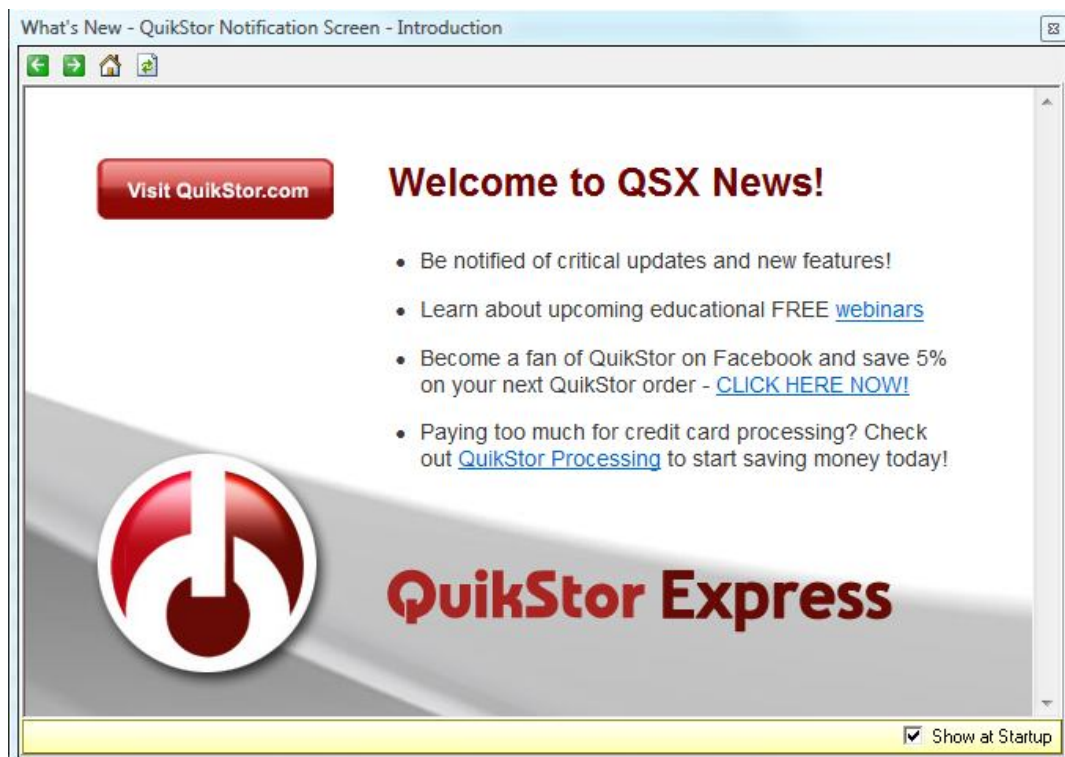 What's New - QuikStor Notification Screen - Introduction
Visit QuikStor.com
Welcome to QSX News!
• Be notified of critical updates and new features!
• Learn about upcoming educational FREE webinars
• Become a fan of QuikStor on Facebook and save 5%
on your next QuikStor order - CLICK HERE NOW!
• Paying too much for credit card processing? Check
out QuikStor Processing to start saving money today!
QuikStor Express
Show at Startup